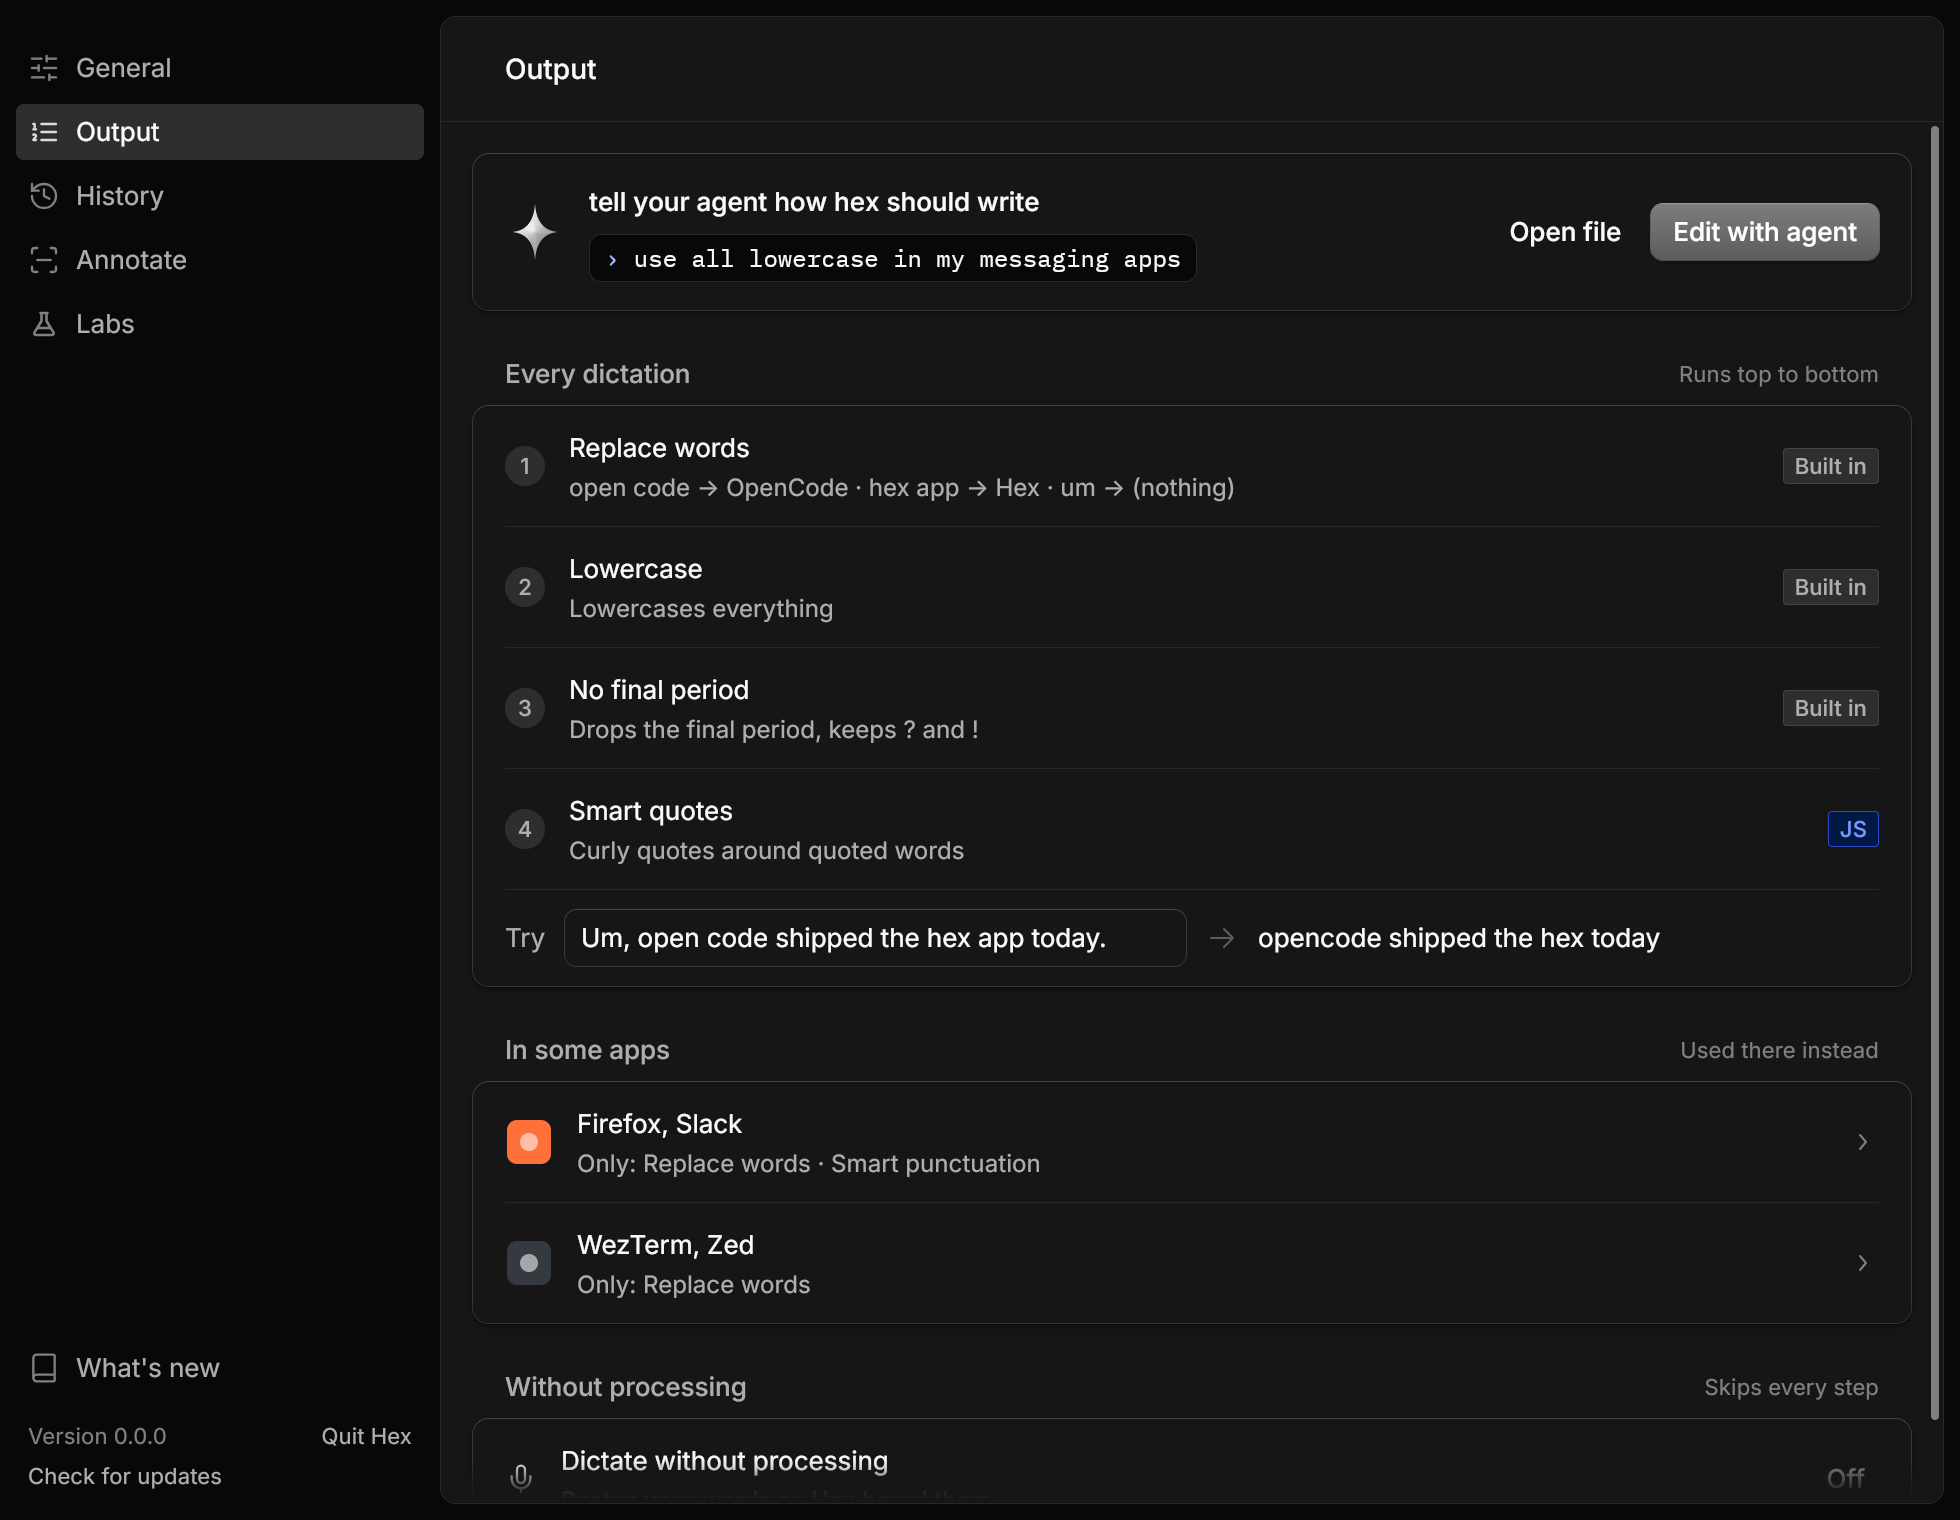 General
Output
History
Annotate
Labs
What's new
Version 0.0.0
Quit Hex
Check for updates
Output
tell your agent how hex should write
› use all lowercase in my messaging apps
Open file
Edit with agent
Every dictation
Runs top to bottom
1
Replace words
open code → OpenCode · hex app → Hex · um → (nothing)
Built in
2
Lowercase
Lowercases everything
Built in
3
No final period
Drops the final period, keeps ? and !
Built in
4
Smart quotes
Curly quotes around quoted words
JS
Try
Um, open code shipped the hex app today.
→ opencode shipped the hex today
In some apps
Used there instead
Firefox, Slack
Only: Replace words · Smart punctuation
WezTerm, Zed
Only: Replace words
Without processing
Skips every step
Dictate without processing
Off